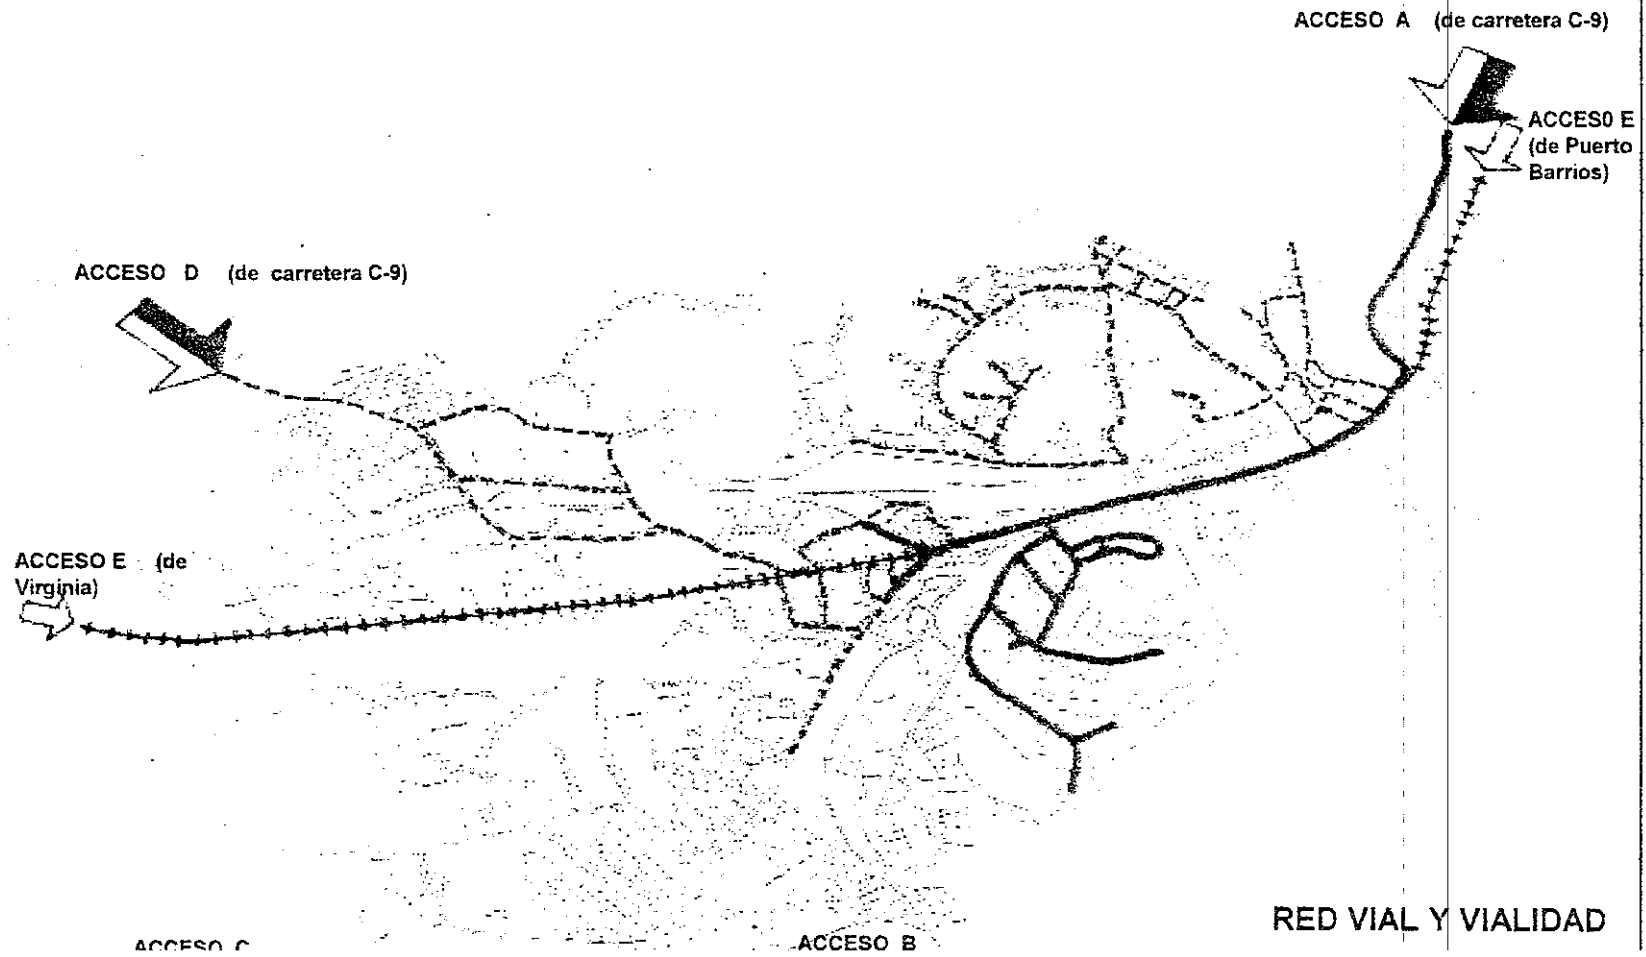 ACCESO A (de carretera C-9)
ACCESO E
(de Puerto
Barrios)
ACCESO D (de carretera C-9)
ACCESO E (de
Virginia)
RED VIAL Y VIALIDAD
ACCESO C
ACCESO B